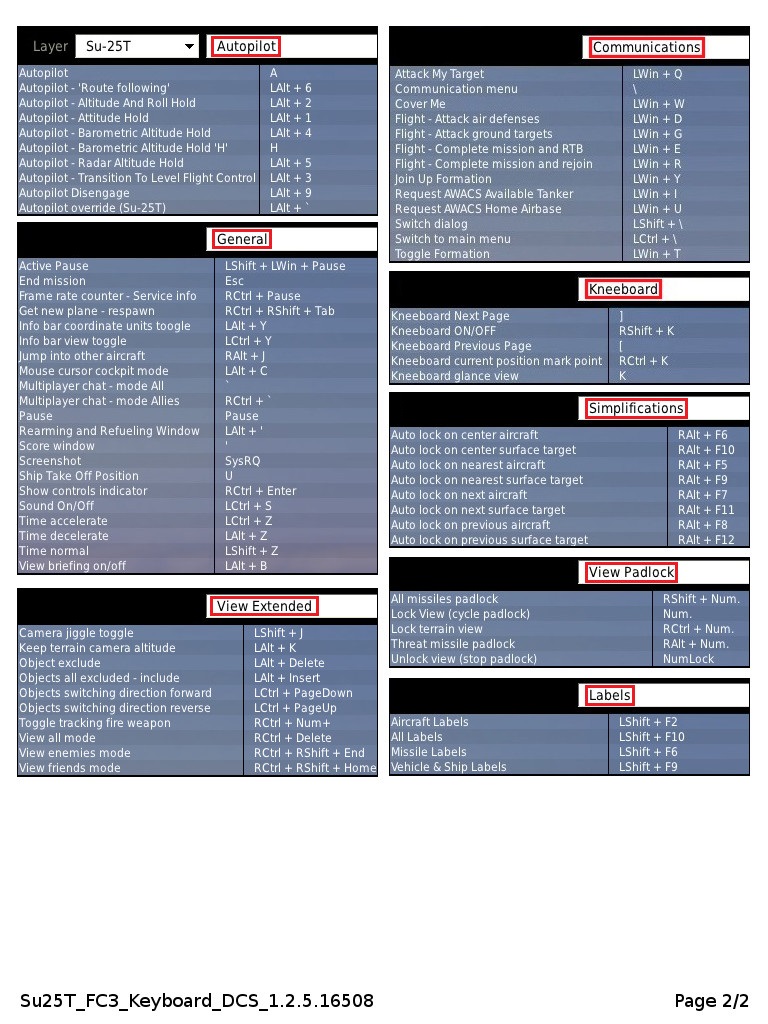 Layer Su-25T Autopilot
Autopilot A
Autopilot - 'Route following' LAlt + 6
Autopilot - Altitude And Roll Hold LAlt + 2
Autopilot - Attitude Hold LAlt + 1
Autopilot - Barometric Altitude Hold LAlt + 4
Autopilot - Barometric Altitude Hold 'H' H
Autopilot - Radar Altitude Hold LAlt + 5
Autopilot - Transition To Level Flight Control LAlt + 3
Autopilot Disengage LAlt + 9
Autopilot override (Su-25T) LAlt + `
General
Active Pause LShift + LWin + Pause
End mission Esc
Frame rate counter - Service info RCtrl + Pause
Get new plane - respawn RCtrl + RShift + Tab
Info bar coordinate units toogle LAlt + Y
Info bar view toggle LCtrl + Y
Jump into other aircraft RAlt + J
Mouse cursor cockpit mode LAlt + C
Multiplayer chat - mode All `
Multiplayer chat - mode Allies RCtrl + `
Pause Pause
Rearming and Refueling Window LAlt + '
Score window '
Screenshot SysRQ
Ship Take Off Position U
Show controls indicator RCtrl + Enter
Sound On/Off LCtrl + S
Time accelerate LCtrl + Z
Time decelerate LAlt + Z
Time normal LShift + Z
View briefing on/off LAlt + B
View Extended
Camera jiggle toggle LShift + J
Keep terrain camera altitude LAlt + K
Object exclude LAlt + Delete
Objects all excluded - include LAlt + Insert
Objects switching direction forward LCtrl + PageDown
Objects switching direction reverse LCtrl + PageUp
Toggle tracking fire weapon RCtrl + Num+
View all mode RCtrl + Delete
View enemies mode RCtrl + RShift + End
View friends mode RCtrl + RShift + Home
Communications
Attack My Target LWin + Q
Communication menu \
Cover Me LWin + W
Flight - Attack air defenses LWin + D
Flight - Attack ground targets LWin + G
Flight - Complete mission and RTB LWin + E
Flight - Complete mission and rejoin LWin + R
Join Up Formation LWin + Y
Request AWACS Available Tanker LWin + I
Request AWACS Home Airbase LWin + U
Switch dialog LShift + \
Switch to main menu LCtrl + \
Toggle Formation LWin + T
Kneeboard
Kneeboard Next Page ]
Kneeboard ON/OFF RShift + K
Kneeboard Previous Page [
Kneeboard current position mark point RCtrl + K
Kneeboard glance view K
Simplifications
Auto lock on center aircraft RAlt + F6
Auto lock on center surface target RAlt + F10
Auto lock on nearest aircraft RAlt + F5
Auto lock on nearest surface target RAlt + F9
Auto lock on next aircraft RAlt + F7
Auto lock on next surface target RAlt + F11
Auto lock on previous aircraft RAlt + F8
Auto lock on previous surface target RAlt + F12
View Padlock
All missiles padlock RShift + Num.
Lock View (cycle padlock) Num.
Lock terrain view RCtrl + Num.
Threat missile padlock RAlt + Num.
Unlock view (stop padlock) NumLock
Labels
Aircraft Labels LShift + F2
All Labels LShift + F10
Missile Labels LShift + F6
Vehicle & Ship Labels LShift + F9
Su25T_FC3_Keyboard_DCS_1.2.5.16508 Page 2/2